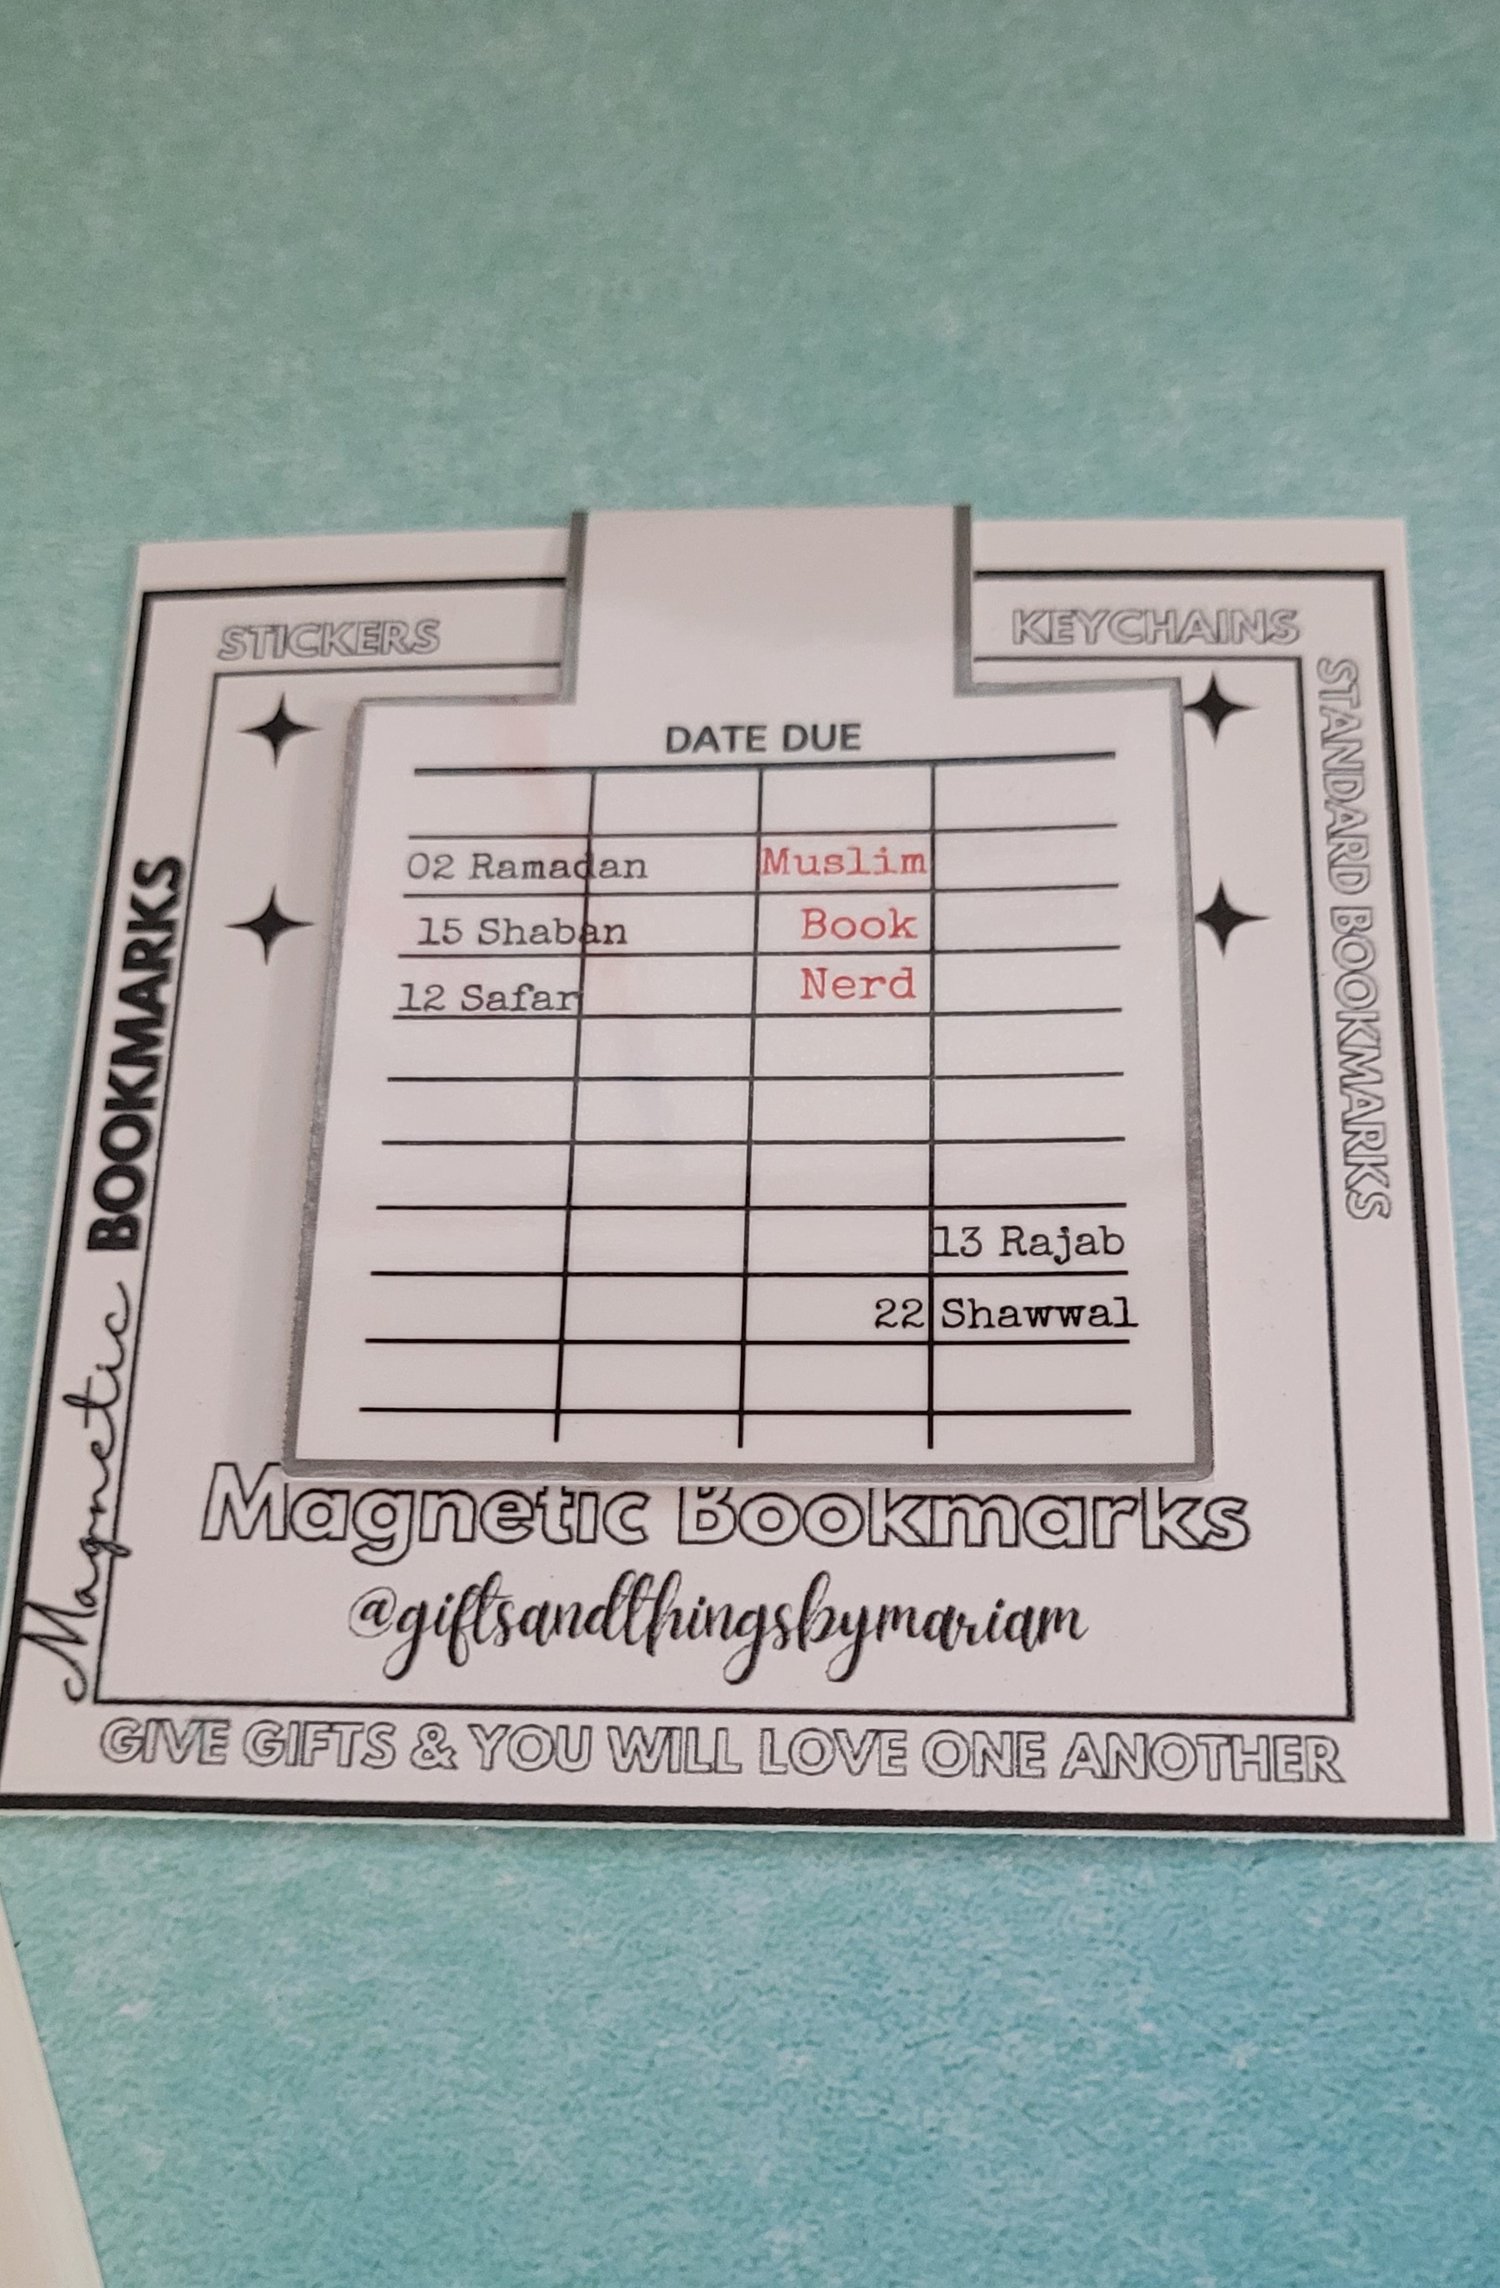 STICKERS
KEYCHAINS
STANDARD BOOKMARKS
Magnetic BOOKMARKS
DATE DUE
02 Ramadan
Muslim
15 Shaban
Book
12 Safar
Nerd
13 Rajab
22 Shawwal
Magnetic Bookmarks
@giftsandthingsbymariam
GIVE GIFTS & YOU WILL LOVE ONE ANOTHER